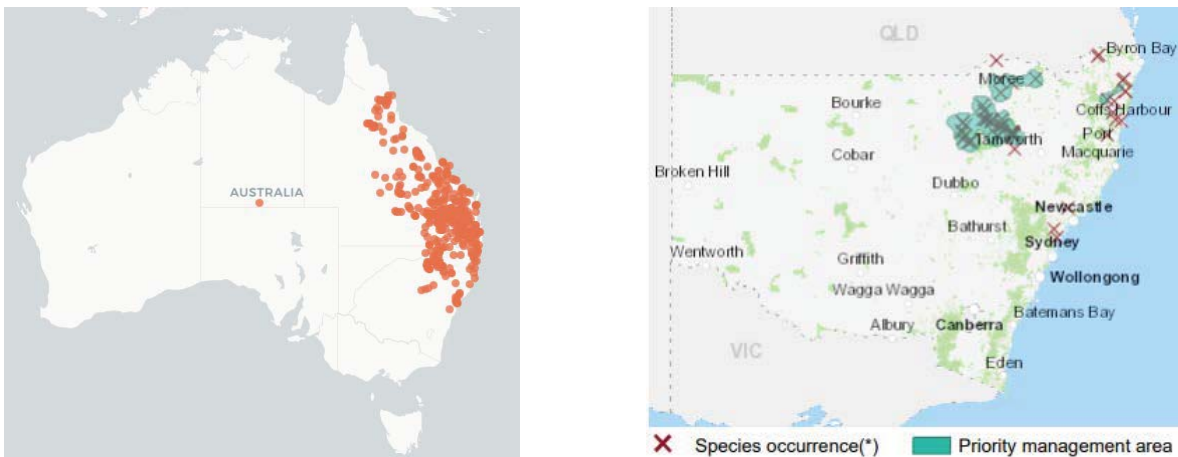 AUSTRALIA
QLD
Byron Bay
Moree
Bourke
Coffs Harbour
Tamworth
Port
Macquarie
Cobar
Broken Hill
Dubbo
Newcastle
Bathurst
Sydney
Wentworth
Griffith
Wollongong
Wagga Wagga
Batemans Bay
Albury
Canberra
VIC
Eden
Species occurrence(*)
Priority management area